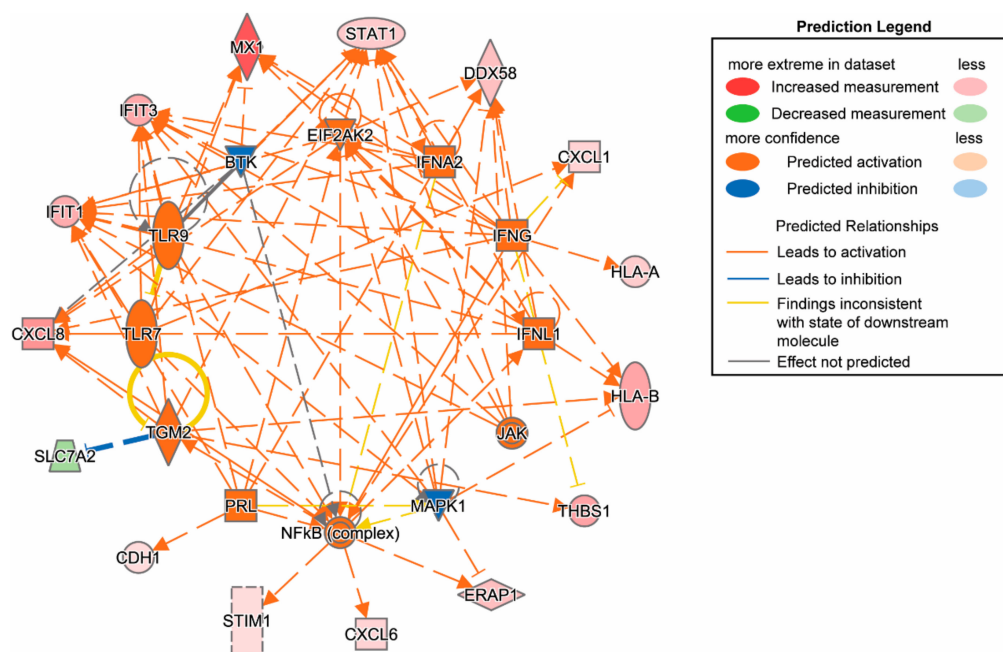 STAT1
MX1
DDX58
IFIT3
EIF2AK2
BTK
IFNA2
CXCL1
IFIT1
TLR9
IFNG
HLA-A
CXCL8
TLR7
IFNL1
HLA-B
TGM2
JAK
SLC7A2
PRL
MAPK1
THBS1
NFkB (complex)
CDH1
ERAP1
STIM1
CXCL6
Prediction Legend
more extreme in dataset less
Increased measurement
Decreased measurement
more confidence less
Predicted activation
Predicted inhibition
Predicted Relationships
Leads to activation
Leads to inhibition
Findings inconsistent
with state of downstream
molecule
Effect not predicted